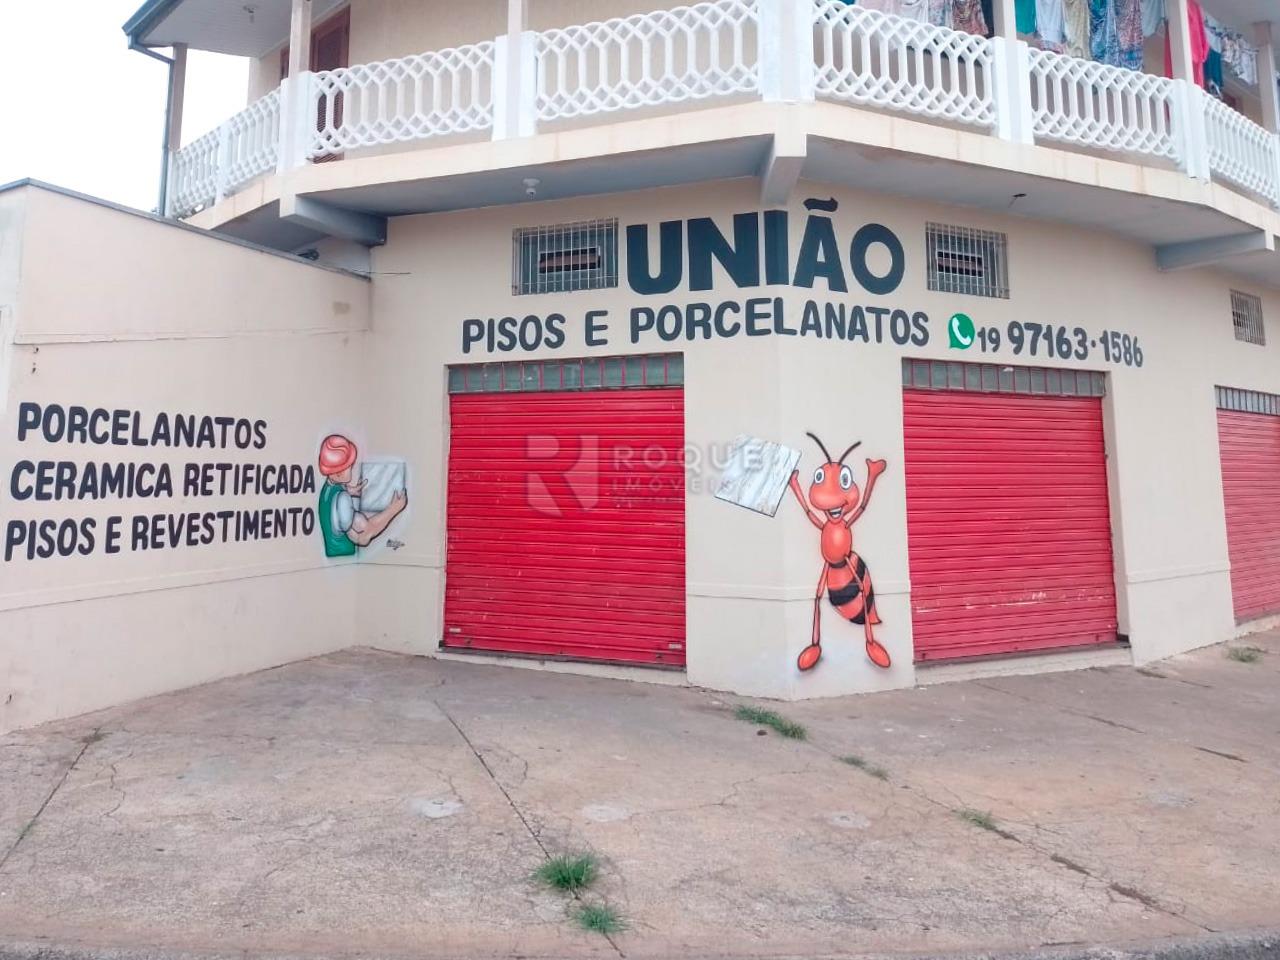 UNIÃO
PISOS E PORCELANATOS 19 97163-1586
PORCELANATOS
CERAMICA RETIFICADA
PISOS E REVESTIMENTO
ROQUE
IMÓVEIS